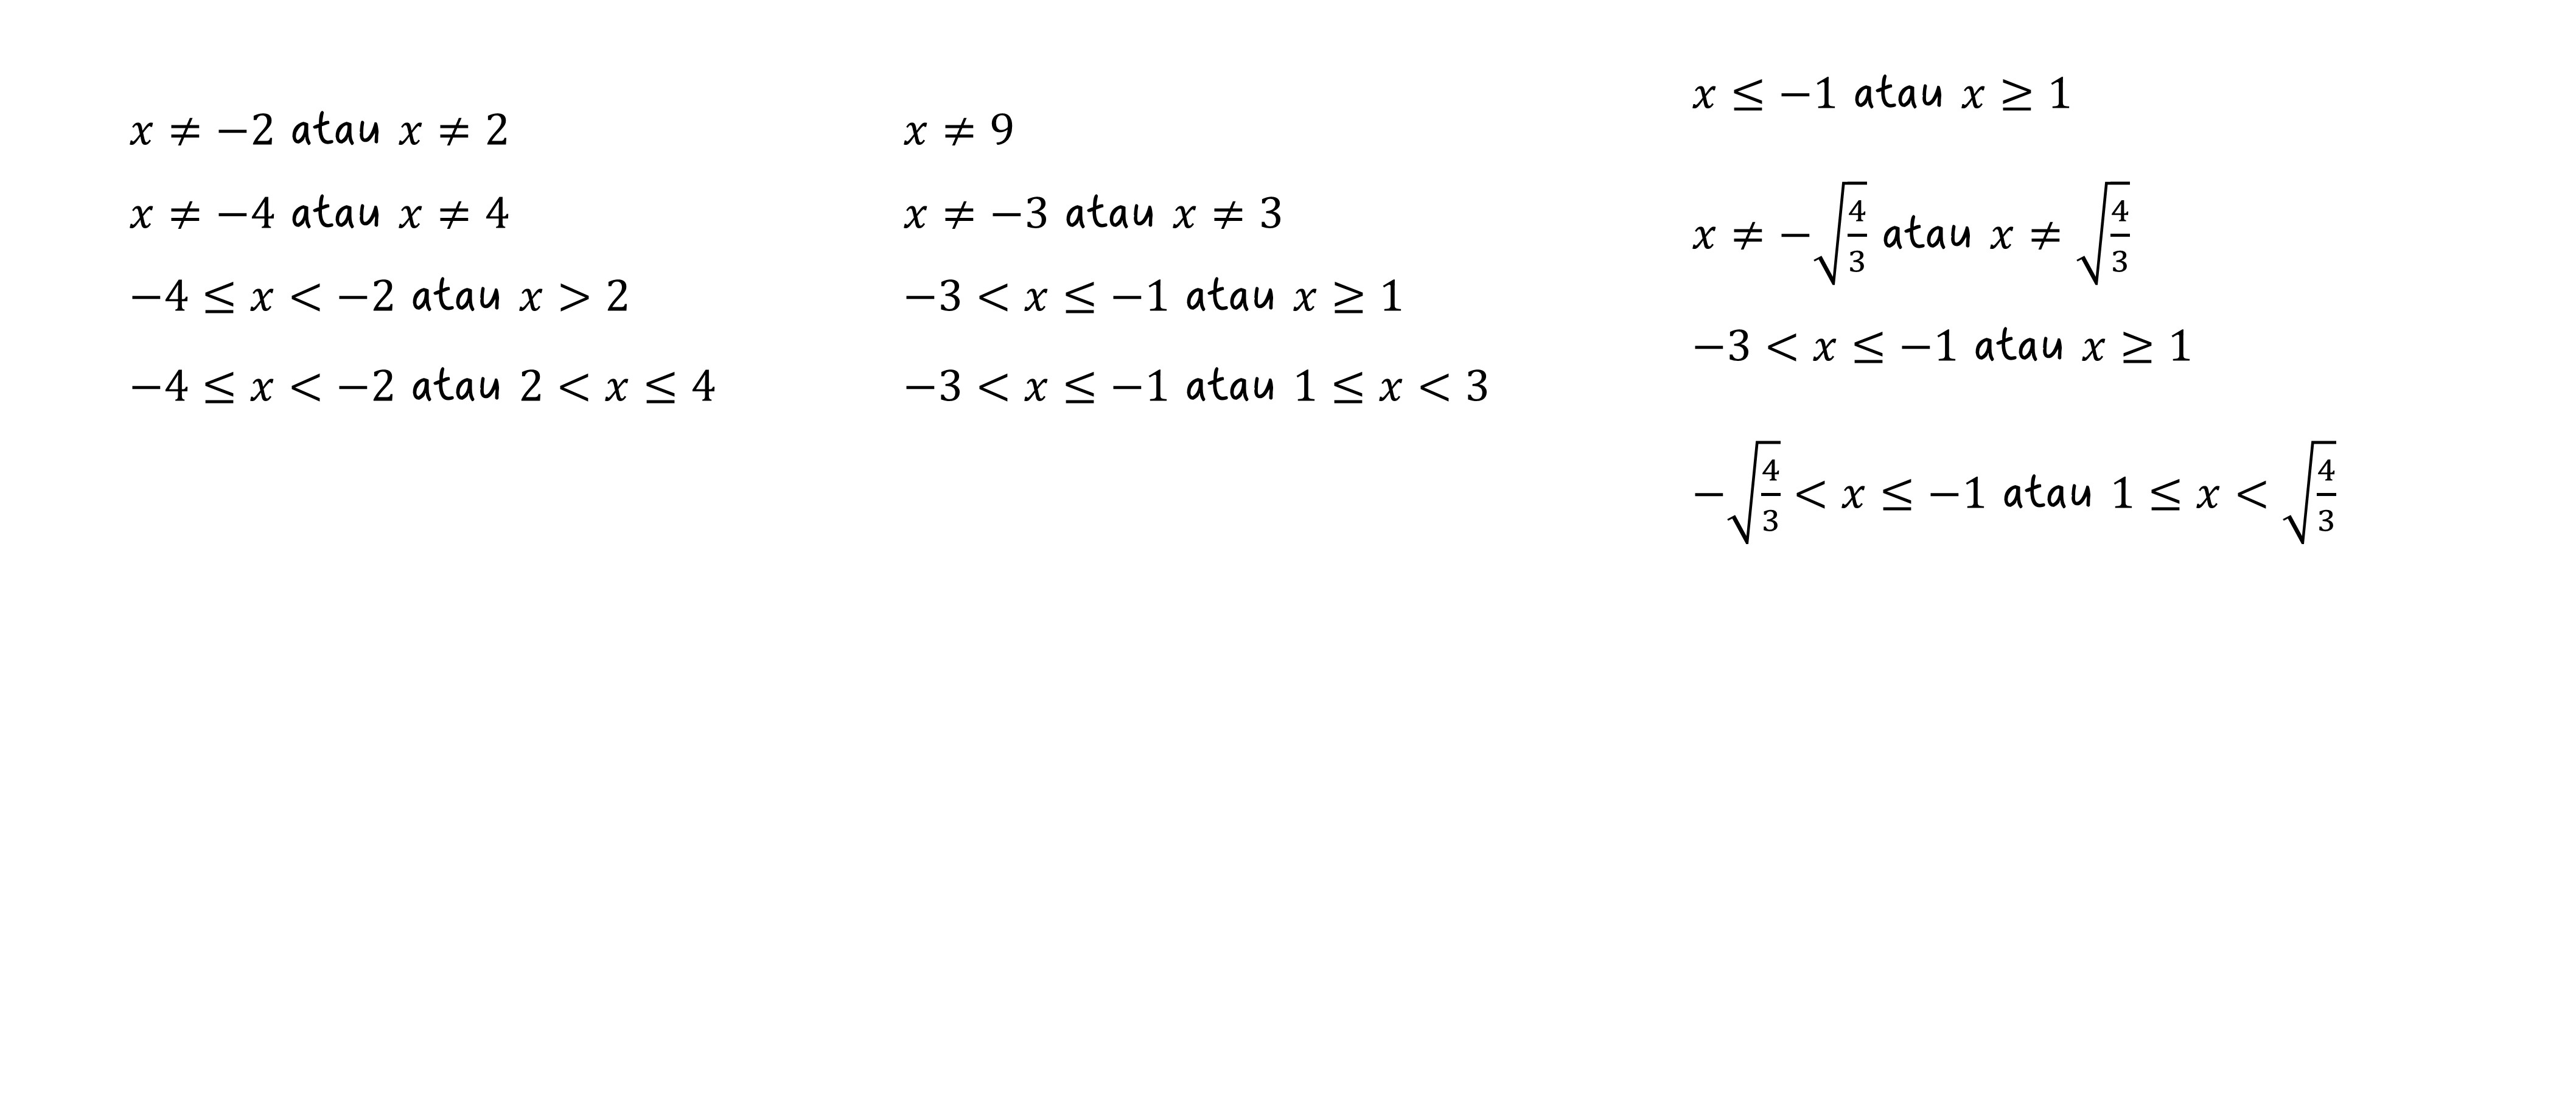 x ≠ −2 atau x ≠ 2
x ≠ −4 atau x ≠ 4
−4 ≤ x < −2 atau x > 2
−4 ≤ x < −2 atau 2 < x ≤ 4
x ≠ 9
x ≠ −3 atau x ≠ 3
−3 < x ≤ −1 atau x ≥ 1
−3 < x ≤ −1 atau 1 ≤ x < 3
x ≤ −1 atau x ≥ 1
x ≠ −√(4/3) atau x ≠ √(4/3)
−3 < x ≤ −1 atau x ≥ 1
−√(4/3) < x ≤ −1 atau 1 ≤ x < √(4/3)